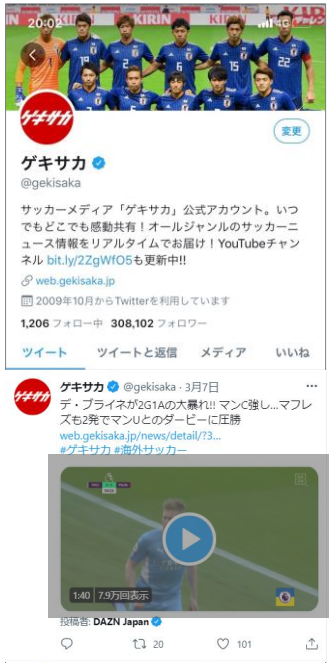 20:02
4G
KIRIN
KIRIN
ゲキサカ
変更
ゲキサカ
@gekisaka
サッカーメディア「ゲキサカ」公式アカウント。いつ
でもどこでも感動共有！オールジャンルのサッカーニ
ュース情報をリアルタイムでお届け！YouTubeチャン
ネル bit.ly/2ZgWfO5も更新中!!
web.gekisaka.jp
2009年10月からTwitterを利用しています
1,206 フォロー中 308,102 フォロワー
ツイート ツイートと返信 メディア いいね
ゲキサカ @gekisaka · 3月7日
デ・ブライネが2G1Aの大暴れ!! マンC強し…マフレ
ズも2発でマンUとのダービーに圧勝
web.gekisaka.jp/news/detail/?3...
#ゲキサカ #海外サッカー
1:40 7.9万回表示
投稿者: DAZN Japan
20 101